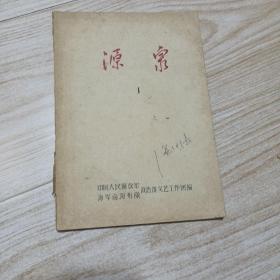 源泉
1
中国人民解放军
海军南海舰队
政治部文艺工作团编